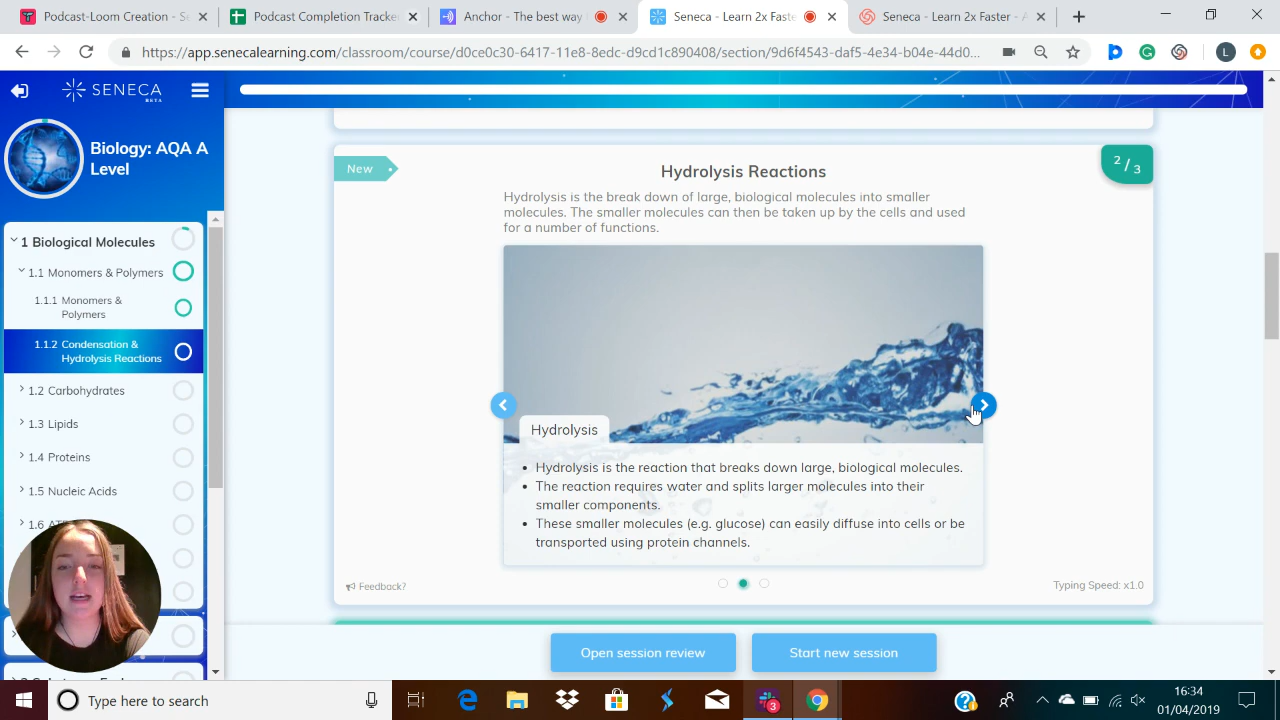 Podcast-Loom Creation - S
Podcast Completion Tracke
Anchor - The best way
Seneca - Learn 2x Faste
Seneca - Learn 2x Faster - A
https://app.senecalearning.com/classroom/course/d0ce0c30-6417-11e8-8edc-d9cd1c890408/section/9d6f4543-daf5-4e34-b04e-44d0...
L
SENECA
BETA
Biology: AQA A
Level
1 Biological Molecules
1.1 Monomers & Polymers
1.1.1 Monomers &
Polymers
1.1.2 Condensation &
Hydrolysis Reactions
1.2 Carbohydrates
1.3 Lipids
1.4 Proteins
1.5 Nucleic Acids
1.6 AT
New
Hydrolysis Reactions
2/3
Hydrolysis is the break down of large, biological molecules into smaller
molecules. The smaller molecules can then be taken up by the cells and used
for a number of functions.
Hydrolysis
• Hydrolysis is the reaction that breaks down large, biological molecules.
• The reaction requires water and splits larger molecules into their
smaller components.
• These smaller molecules (e.g. glucose) can easily diffuse into cells or be
transported using protein channels.
Feedback?
Typing Speed: x1.0
Open session review
Start new session
Type here to search
3
16:34
01/04/2019